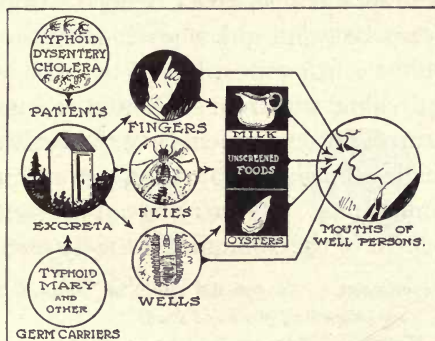 TYPHOID
DYSENTERY
CHOLERA
PATIENTS
EXCRETA
TYPHOID
MARY
AND
OTHER
GERM CARRIERS
FINGERS
FLIES
WELLS
MILK
UNSCREENED
FOODS
OYSTERS
MOUTHS OF
WELL PERSONS.